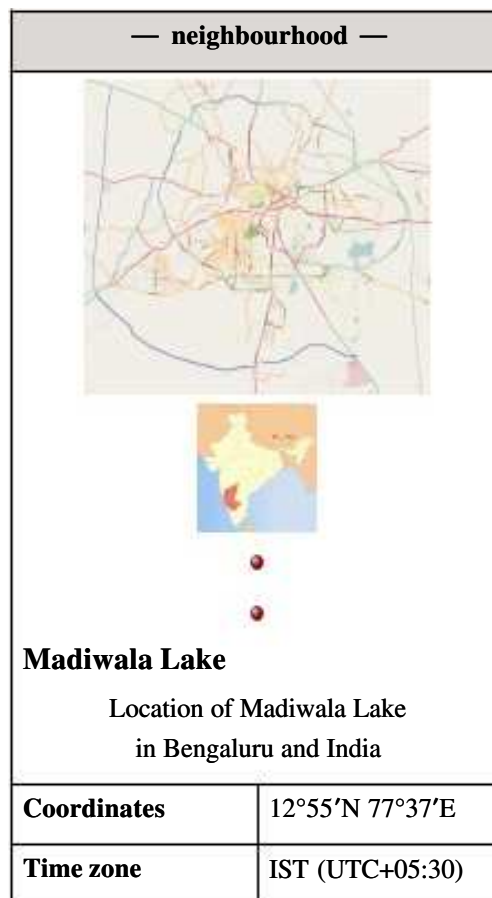 — neighbourhood —
Madiwala Lake
Location of Madiwala Lake
in Bengaluru and India
Coordinates 12°55′N 77°37′E
Time zone IST (UTC+05:30)